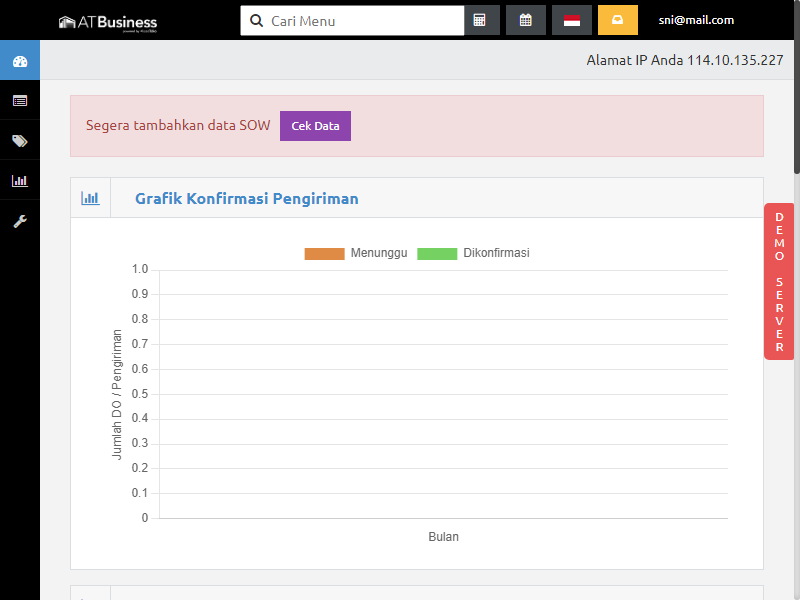 ATBusiness
Cari Menu
sni@mail.com
Alamat IP Anda 114.10.135.227
Segera tambahkan data SOW
Cek Data
Grafik Konfirmasi Pengiriman
DEMO SERVER
Menunggu
Dikonfirmasi
1.0
0.9
0.8
0.7
0.6
0.5
0.4
0.3
0.2
0.1
0
Jumlah DO / Pengiriman
Bulan